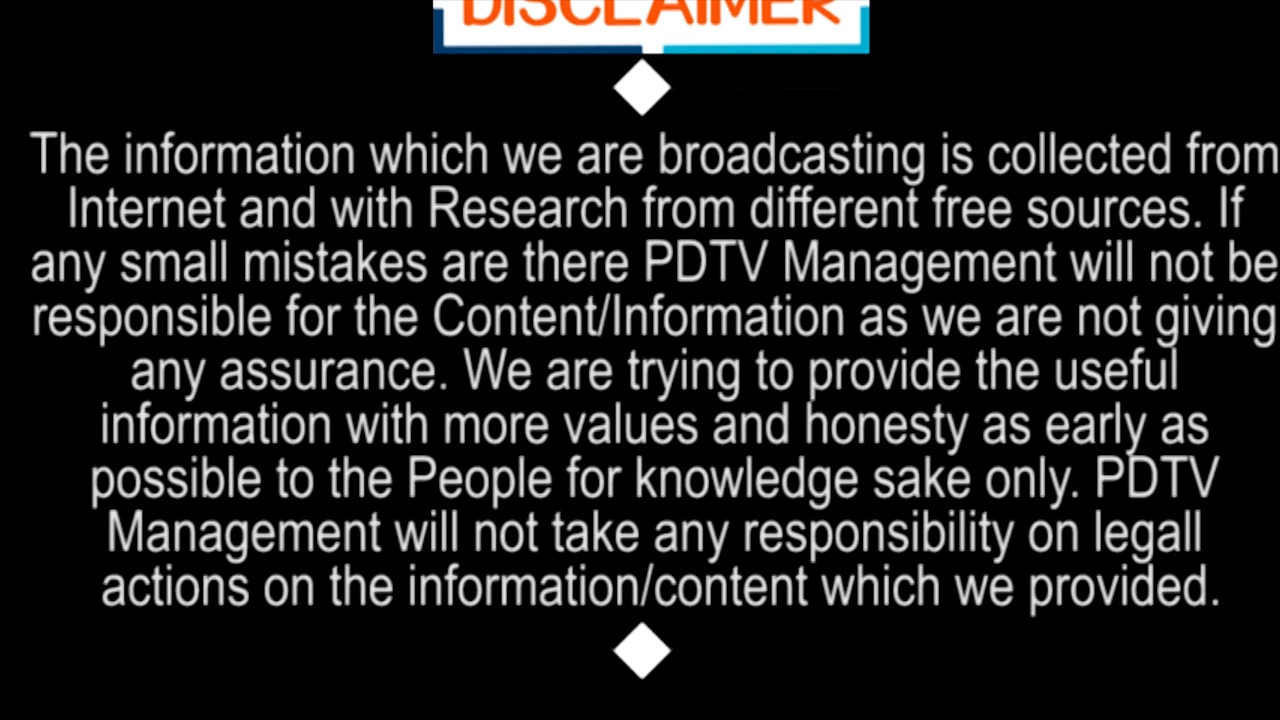 DISCLAIMER
The information which we are broadcasting is collected from
Internet and with Research from different free sources. If
any small mistakes are there PDTV Management will not be
responsible for the Content/Information as we are not giving
any assurance. We are trying to provide the useful
information with more values and honesty as early as
possible to the People for knowledge sake only. PDTV
Management will not take any responsibility on legall
actions on the information/content which we provided.